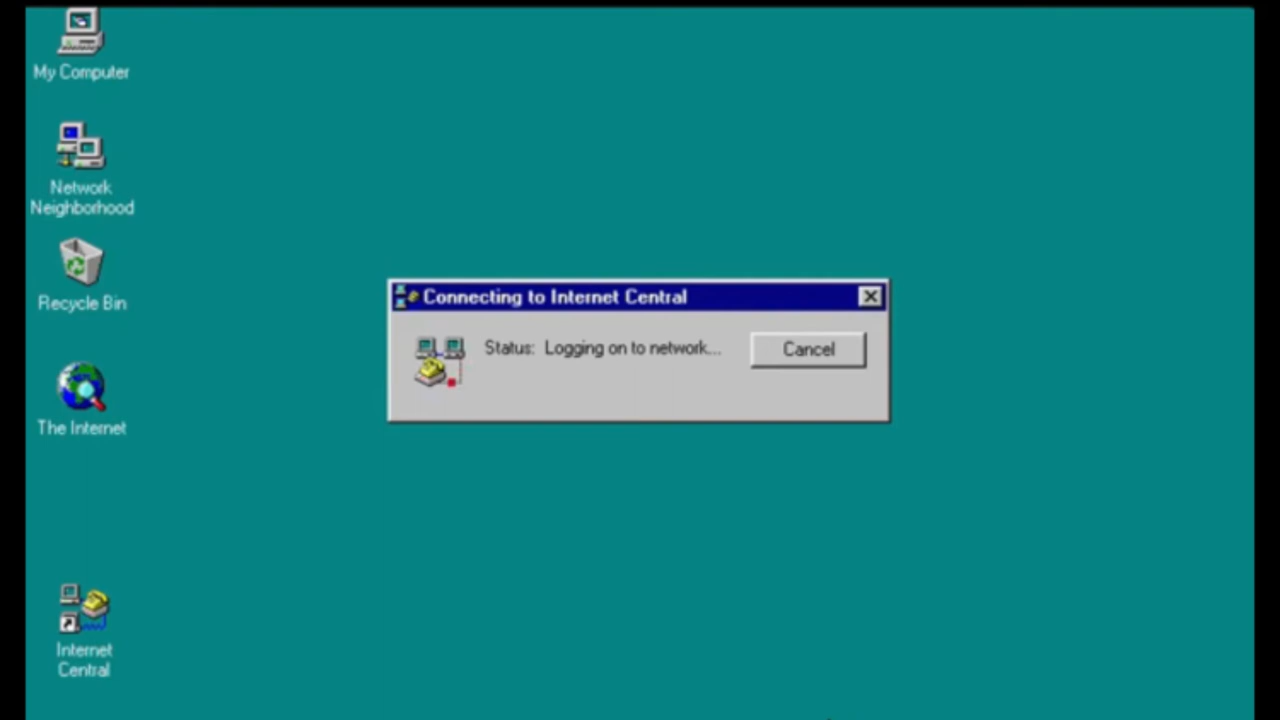 My Computer
Network
Neighborhood
Recycle Bin
The Internet
Internet
Central
Connecting to Internet Central
Status:  Logging on to network...
Cancel